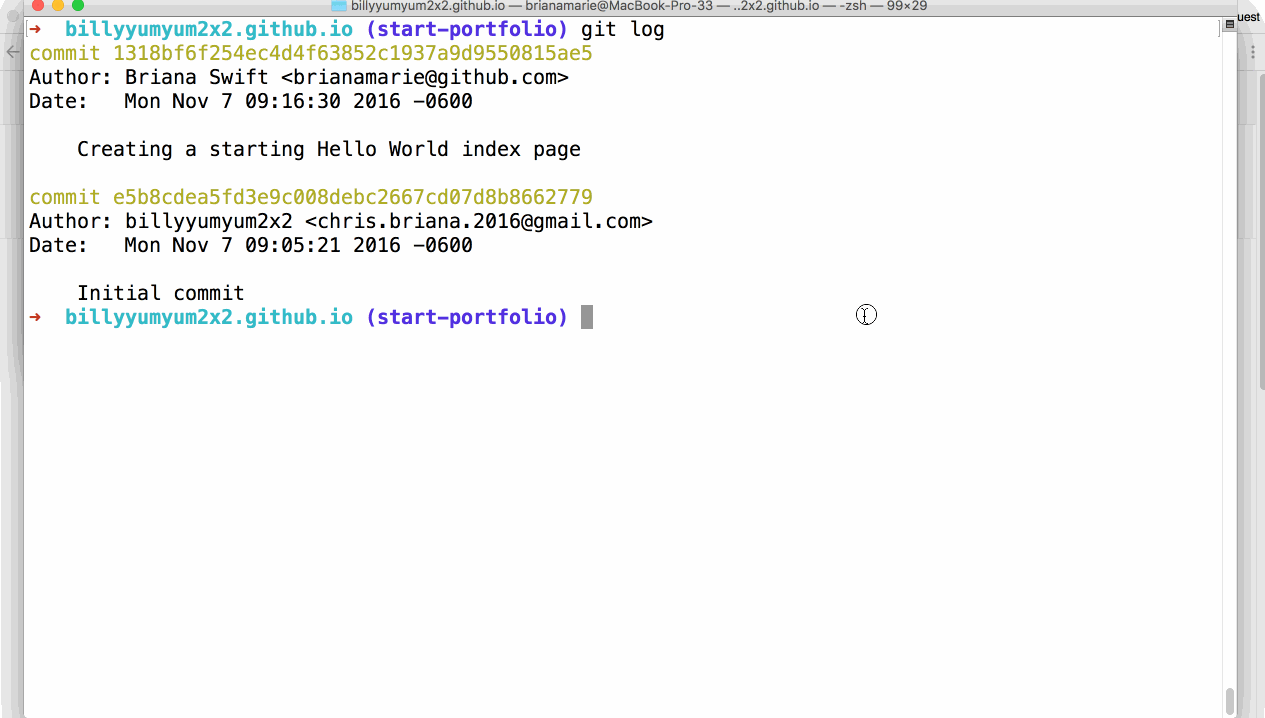 billyyumyum2x2.github.io — brianamarie@MacBook-Pro-33 — ..2x2.github.io — -zsh — 99×29
uest
➜ billyyumyum2x2.github.io (start-portfolio) git log
commit 1318bf6f254ec4d4f63852c1937a9d9550815ae5
Author: Briana Swift <brianamarie@github.com>
Date:   Mon Nov 7 09:16:30 2016 -0600
Creating a starting Hello World index page
commit e5b8cdea5fd3e9c008debc2667cd07d8b8662779
Author: billyyumyum2x2 <chris.briana.2016@gmail.com>
Date:   Mon Nov 7 09:05:21 2016 -0600
Initial commit
➜ billyyumyum2x2.github.io (start-portfolio)